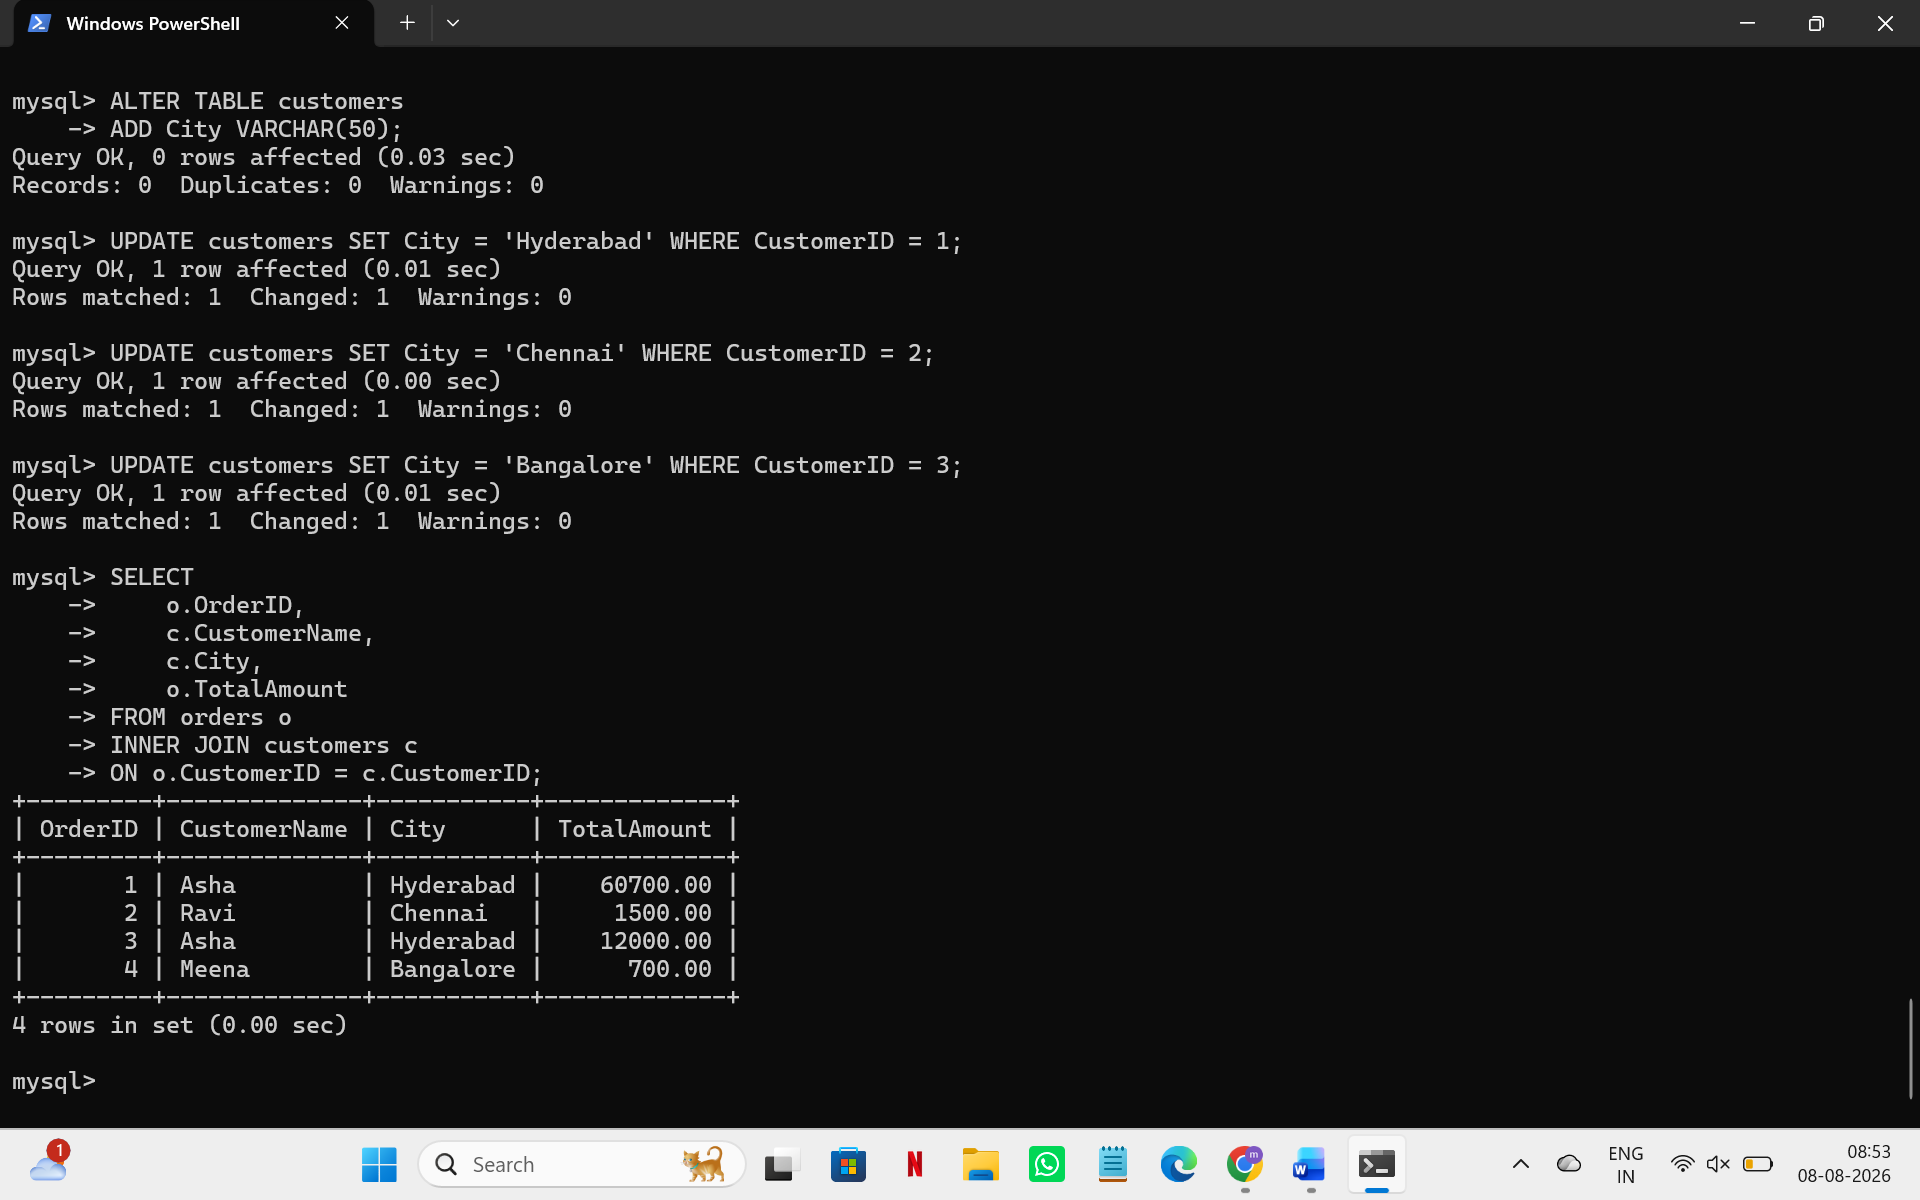 Windows PowerShell
mysql> ALTER TABLE customers
    -> ADD City VARCHAR(50);
Query OK, 0 rows affected (0.03 sec)
Records: 0  Duplicates: 0  Warnings: 0
mysql> UPDATE customers SET City = 'Hyderabad' WHERE CustomerID = 1;
Query OK, 1 row affected (0.01 sec)
Rows matched: 1  Changed: 1  Warnings: 0
mysql> UPDATE customers SET City = 'Chennai' WHERE CustomerID = 2;
Query OK, 1 row affected (0.00 sec)
Rows matched: 1  Changed: 1  Warnings: 0
mysql> UPDATE customers SET City = 'Bangalore' WHERE CustomerID = 3;
Query OK, 1 row affected (0.01 sec)
Rows matched: 1  Changed: 1  Warnings: 0
mysql> SELECT
    ->     o.OrderID,
    ->     c.CustomerName,
    ->     c.City,
    ->     o.TotalAmount
    -> FROM orders o
    -> INNER JOIN customers c
    -> ON o.CustomerID = c.CustomerID;
+---------+--------------+-----------+-------------+
| OrderID | CustomerName | City      | TotalAmount |
+---------+--------------+-----------+-------------+
|       1 | Asha         | Hyderabad |    60700.00 |
|       2 | Ravi         | Chennai   |     1500.00 |
|       3 | Asha         | Hyderabad |    12000.00 |
|       4 | Meena        | Bangalore |      700.00 |
+---------+--------------+-----------+-------------+
4 rows in set (0.00 sec)
mysql>
1
Search
N
m
W
ENG
IN
08:53
08-08-2026